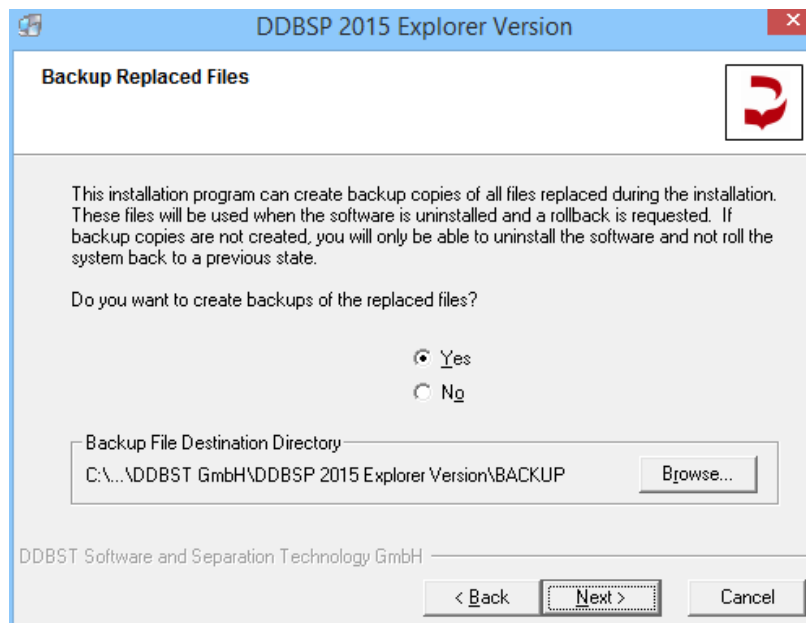 DDBSP 2015 Explorer Version
Backup Replaced Files
This installation program can create backup copies of all files replaced during the installation.
These files will be used when the software is uninstalled and a rollback is requested. If
backup copies are not created, you will only be able to uninstall the software and not roll the
system back to a previous state.
Do you want to create backups of the replaced files?
Yes
No
Backup File Destination Directory
C:\...\DDBST GmbH\DDBSP 2015 Explorer Version\BACKUP
Browse...
DDBST Software and Separation Technology GmbH
< Back
Next >
Cancel